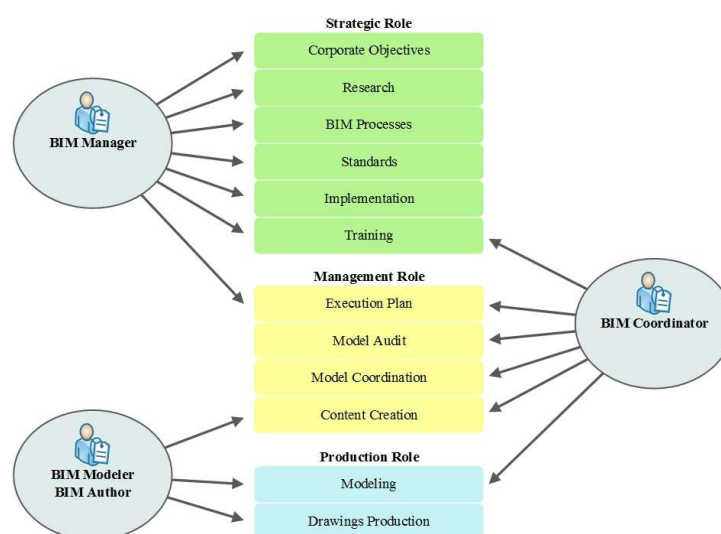 Strategic Role
Corporate Objectives
Research
BIM Processes
Standards
Implementation
Training
BIM Manager
Management Role
Execution Plan
Model Audit
Model Coordination
Content Creation
BIM Coordinator
Production Role
Modeling
Drawings Production
BIM Modeler
BIM Author